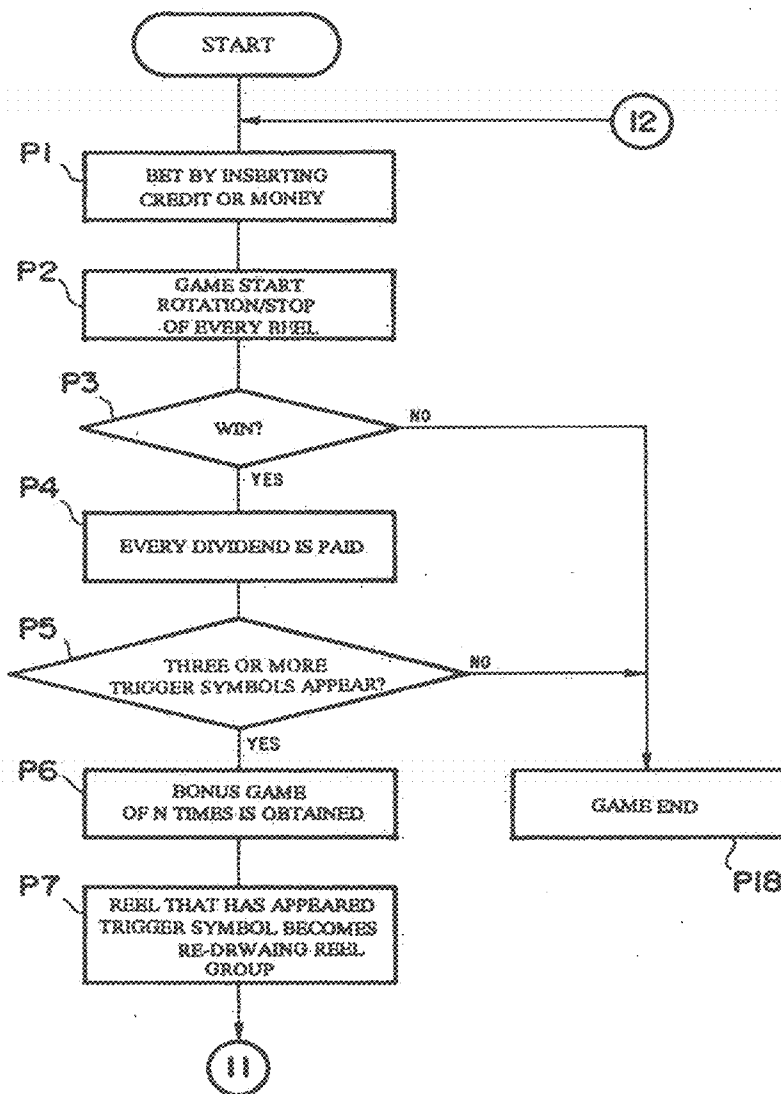 START
12
P1
BET BY INSERTING
CREDIT OR MONEY
P2
GAME START
ROTATION/STOP
OF EVERY REEL
P3
WIN?
NO
YES
P4
EVERY DIVIDEND IS PAID
P5
THREE OR MORE
TRIGGER SYMBOLS APPEAR?
NO
YES
P6
BONUS GAME
OF N TIMES IS OBTAINED
GAME END
P18
P7
REEL THAT HAS APPEARED
TRIGGER SYMBOL BECOMES
RE-DRWAING REEL
GROUP
11